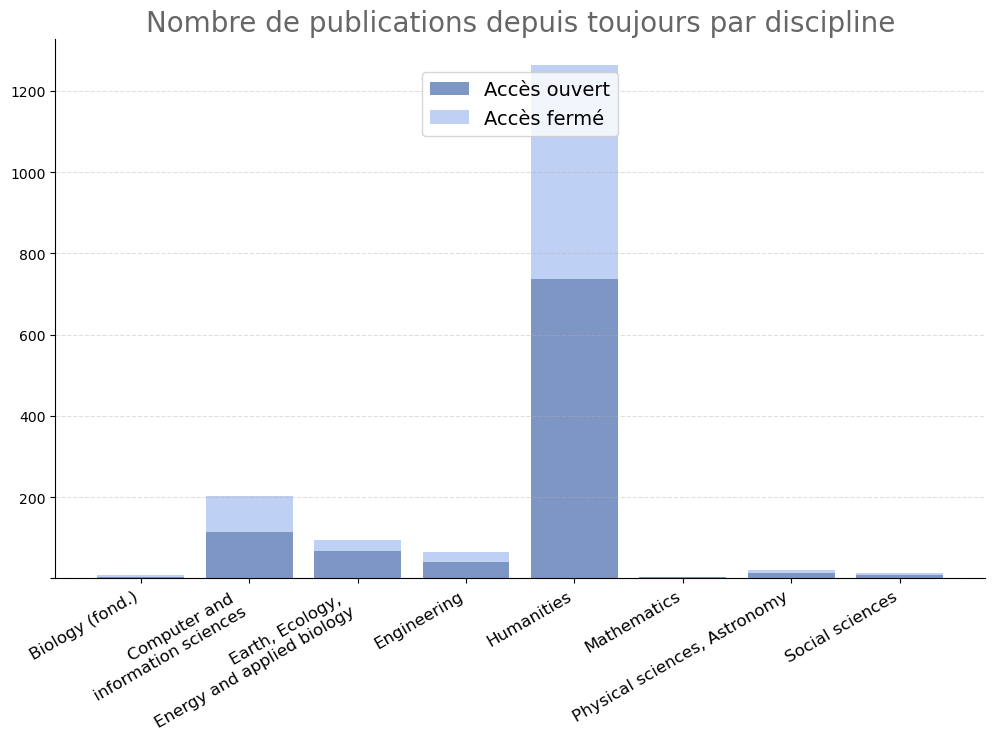 Nombre de publications depuis toujours par discipline
Accès ouvert
Accès fermé
1200
1000
800
600
400
200
Biology (fond.)
Computer and
information sciences
Earth, Ecology,
Energy and applied biology
Engineering
Humanities
Mathematics
Physical sciences, Astronomy
Social sciences